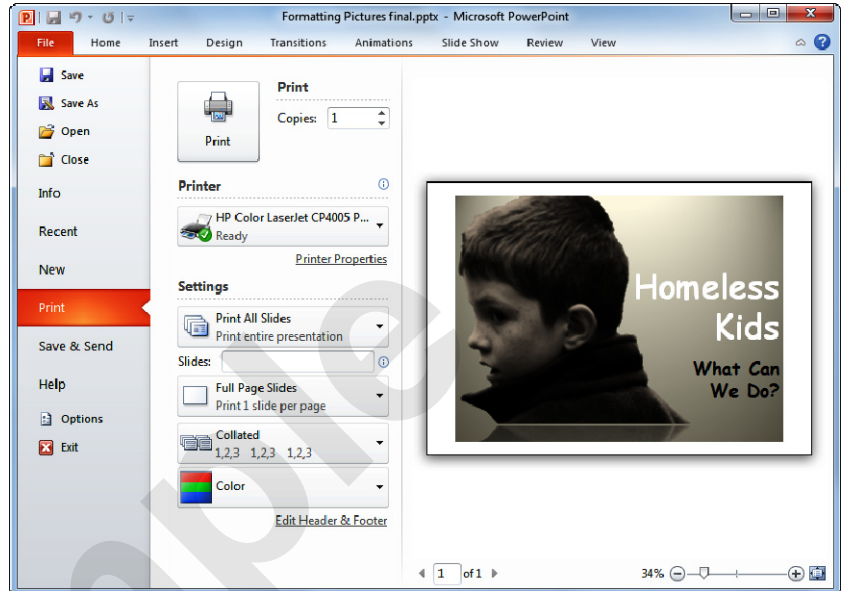 Formatting Pictures final.pptx - Microsoft PowerPoint
File Home Insert Design Transitions Animations Slide Show Review View
Save
Save As
Open
Close
Info
Recent
New
Print
Save & Send
Help
Options
Exit
Print
Print
Copies: 1
Printer
HP Color LaserJet CP4005 P...
Ready
Printer Properties
Settings
Print All Slides
Print entire presentation
Slides:
Full Page Slides
Print 1 slide per page
Collated
1,2,3 1,2,3 1,2,3
Color
Edit Header & Footer
Homeless
Kids
What Can
We Do?
1 of 1
34%